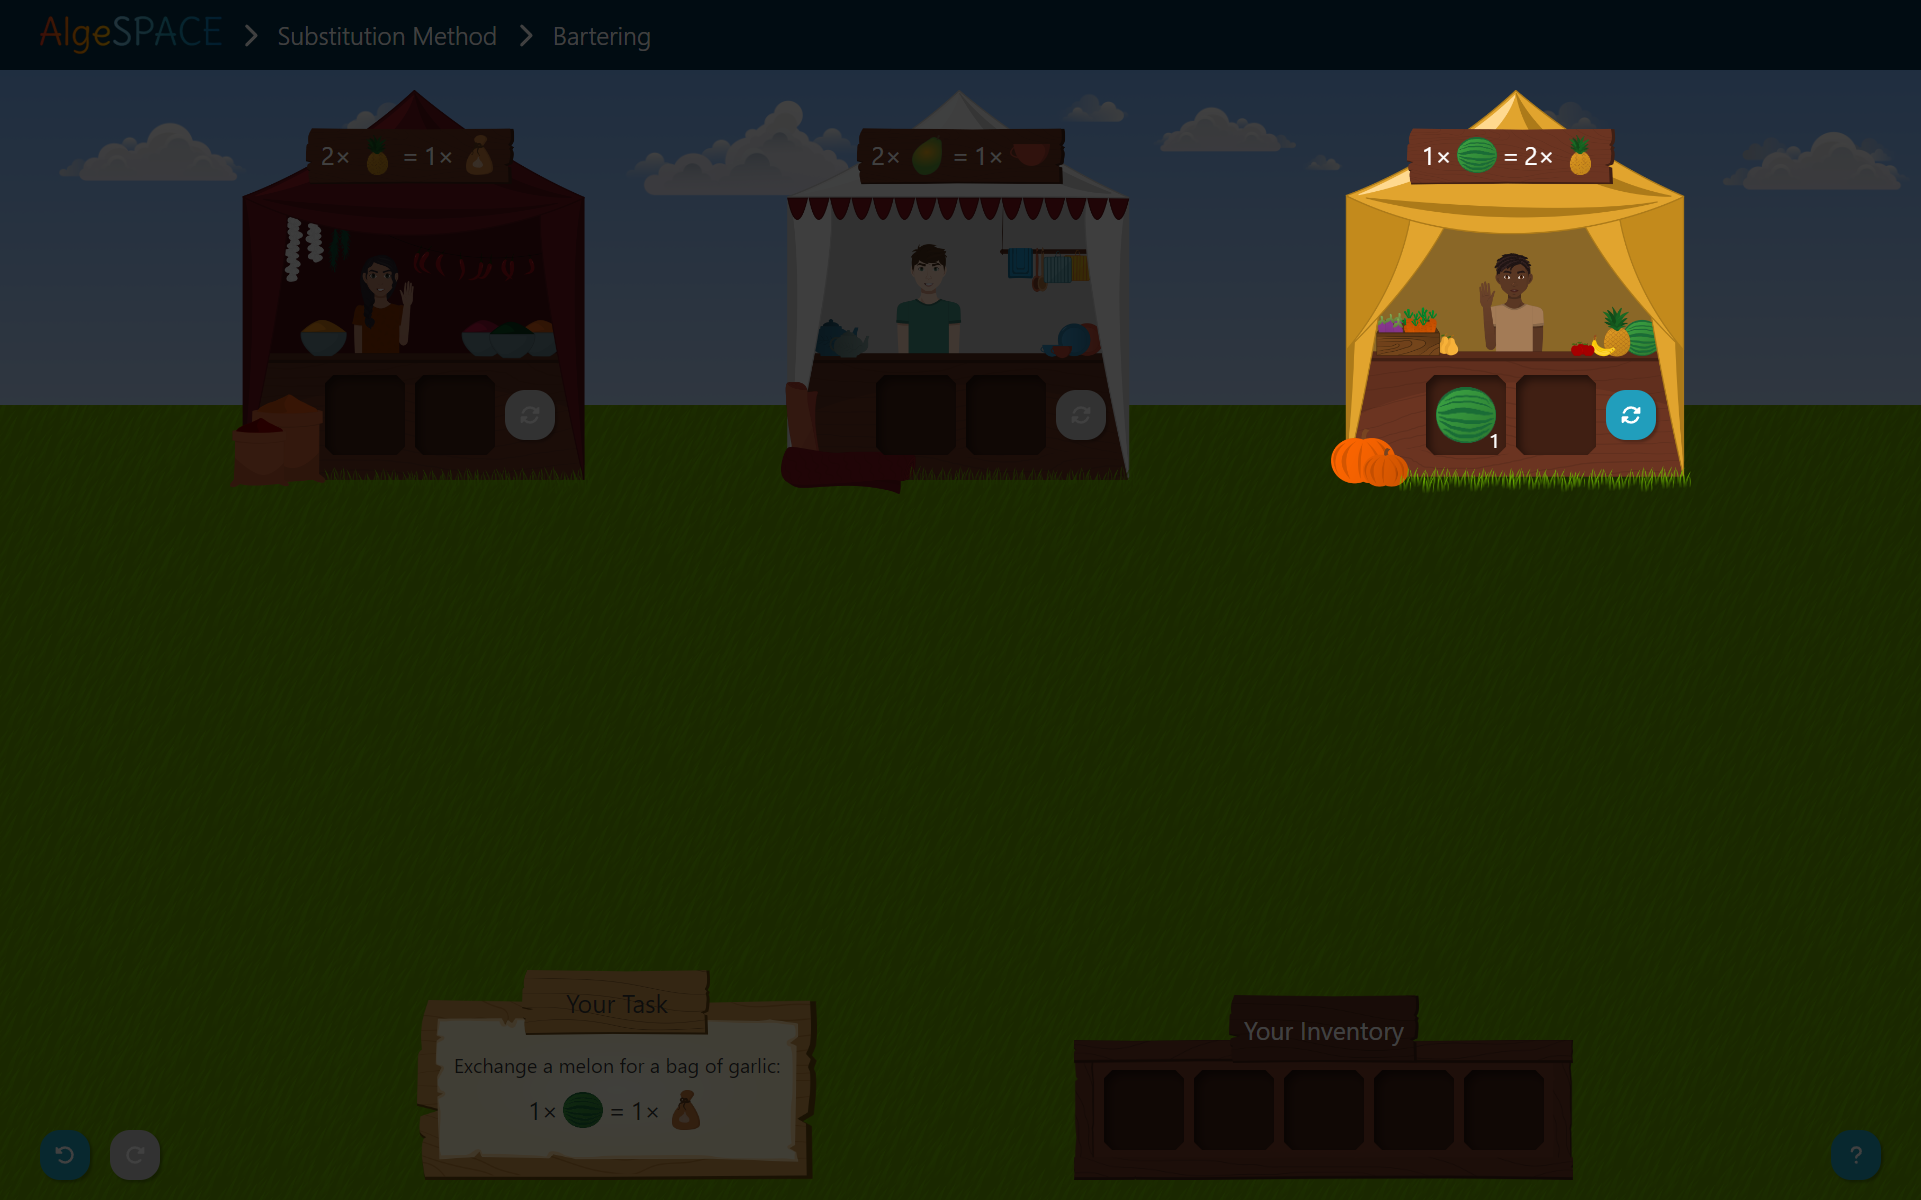 AlgeSPACE > Substitution Method > Bartering
2× = 1×
2× = 1×
1× = 2×
1
Your Task
Exchange a melon for a bag of garlic:
1× = 1×
Your Inventory
?